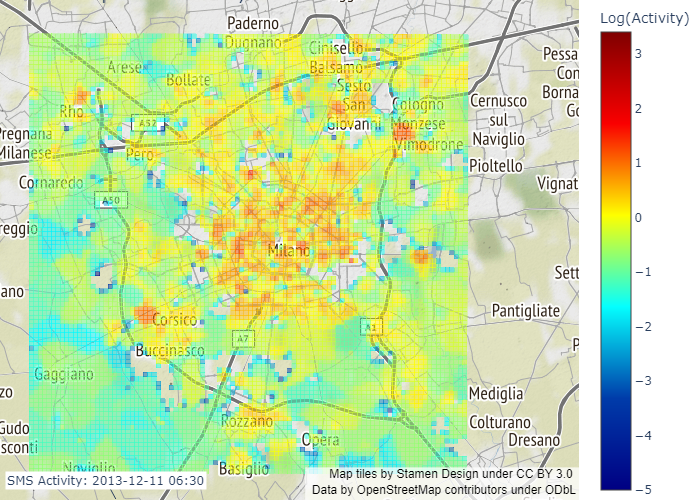 Log(Activity)
Paderno
Dugnano
Cinisello
Balsamo
Arese
Bollate
Sesto
San
Giovanni
Rho
A52
Cologno
Monzese
Vimodrone
Cernusco
sul
Naviglio
Pessa
Con
Borna
Go
Pregnana
Milanese
Pero
Pioltello
Cornaredo
A50
Vignat
reggio
Milano
Sett
ano
Pantigliate
Corsico
A7
A1
Buccinasco
P
Gaggiano
zo
Mediglia
Rozzano
Colturano
Gudo
sconti
Opera
Dresano
Noviglio
Basiglio
SMS Activity: 2013-12-11 06:30
Map tiles by Stamen Design under CC BY 3.0
Data by OpenStreetMap contributors under ODbL
3
2
1
0
−1
−2
−3
−4
−5